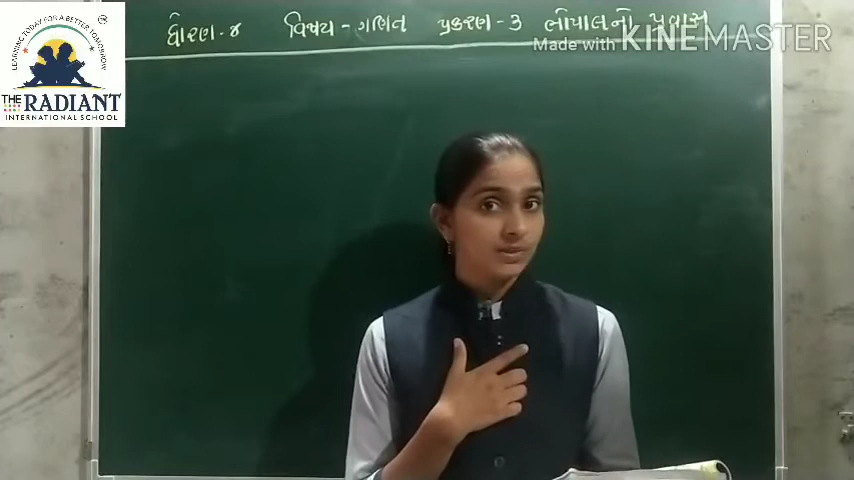 ધોરણ-૪ વિષય-ગણિત પ્રકરણ-૩ ભોપાલનો પ્રવાસ
Made with KINEMASTER
LEARNING FOR A BETTER TOMORROW
THE RADIANT
INTERNATIONAL SCHOOL